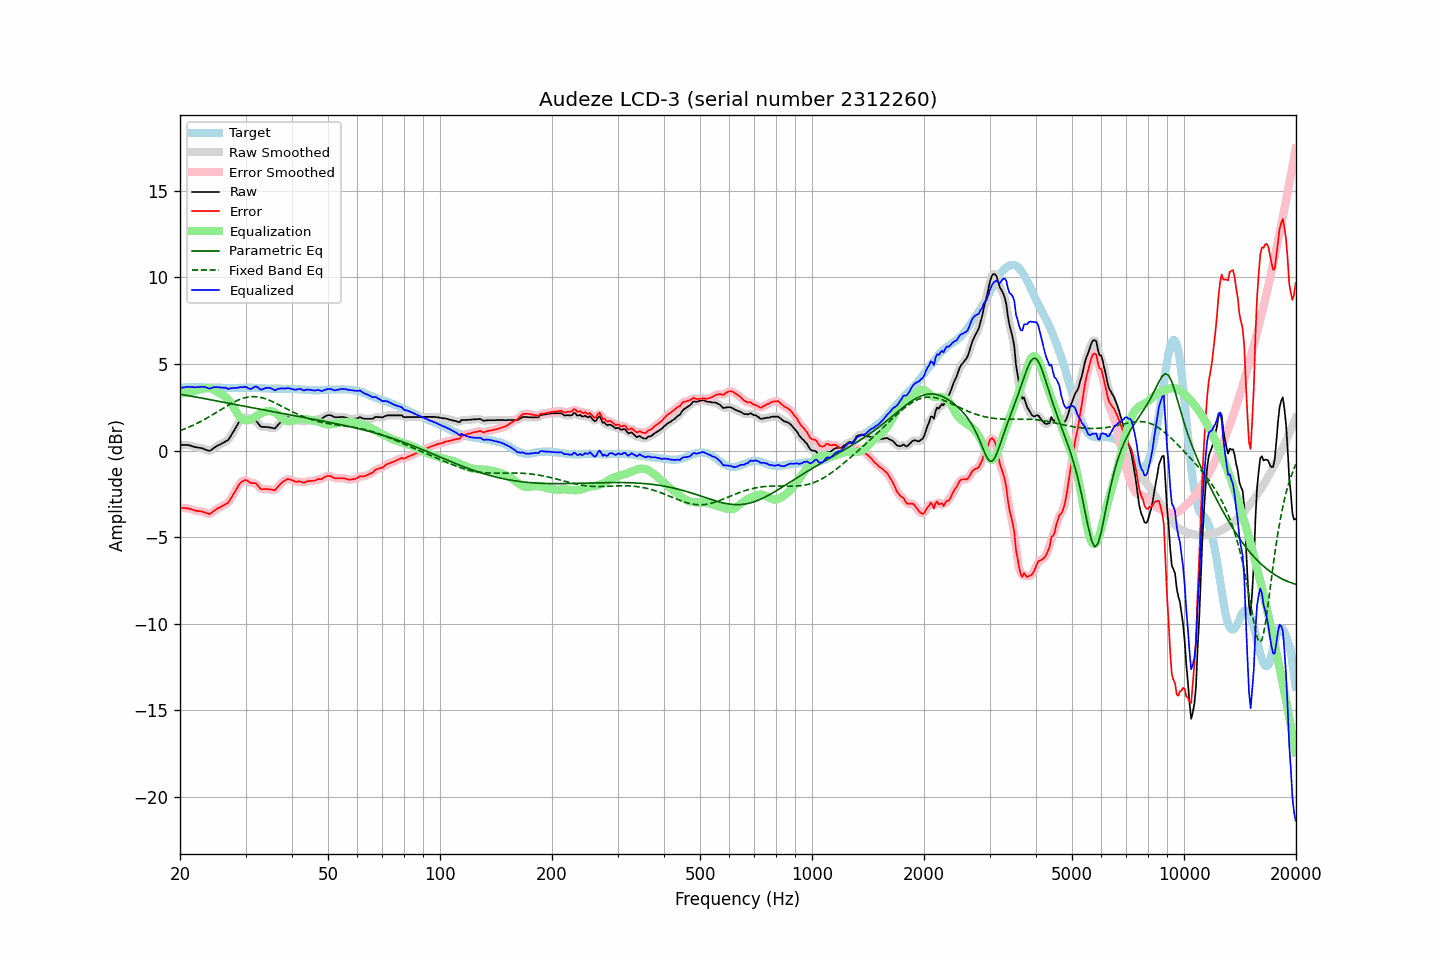 Audeze LCD-3 (serial number 2312260)
Target
Raw Smoothed
Error Smoothed
Raw
Error
Equalization
Parametric Eq
Fixed Band Eq
Equalized
Amplitude (dBr)
15
10
5
0
−5
−10
−15
−20
20 50 100 200 500 1000 2000 5000 10000 20000
Frequency (Hz)